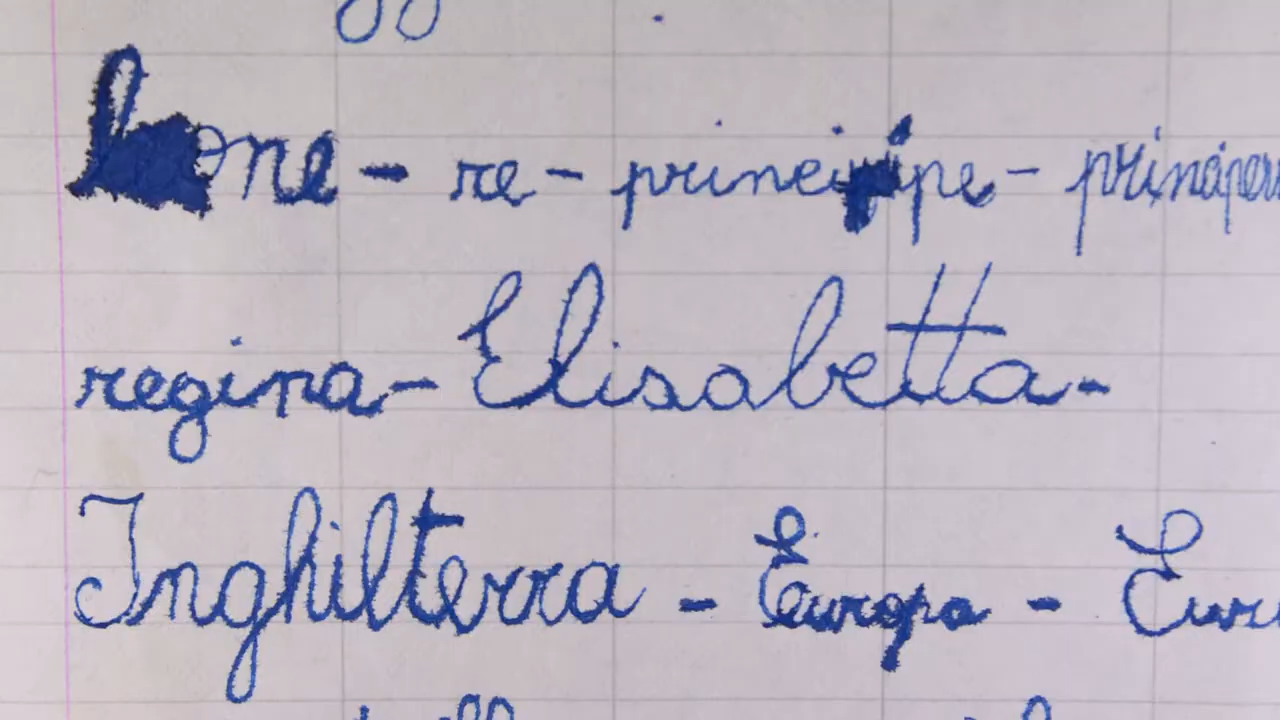 - re - principe -
regina - Elisabetta -
Inghilterra - Europa -